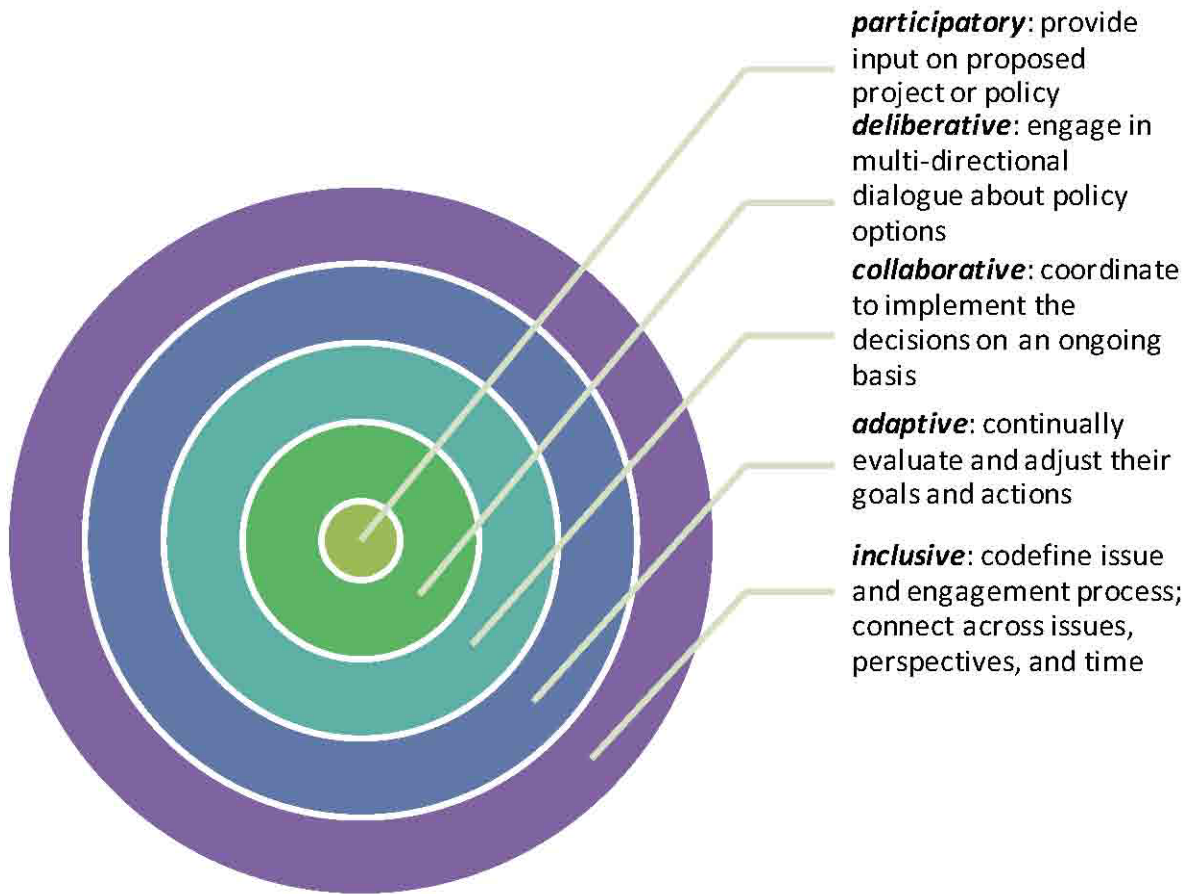 participatory: provide
input on proposed
project or policy
deliberative: engage in
multi-directional
dialogue about policy
options
collaborative: coordinate
to implement the
decisions on an ongoing
basis
adaptive: continually
evaluate and adjust their
goals and actions
inclusive: codefine issue
and engagement process;
connect across issues,
perspectives, and time